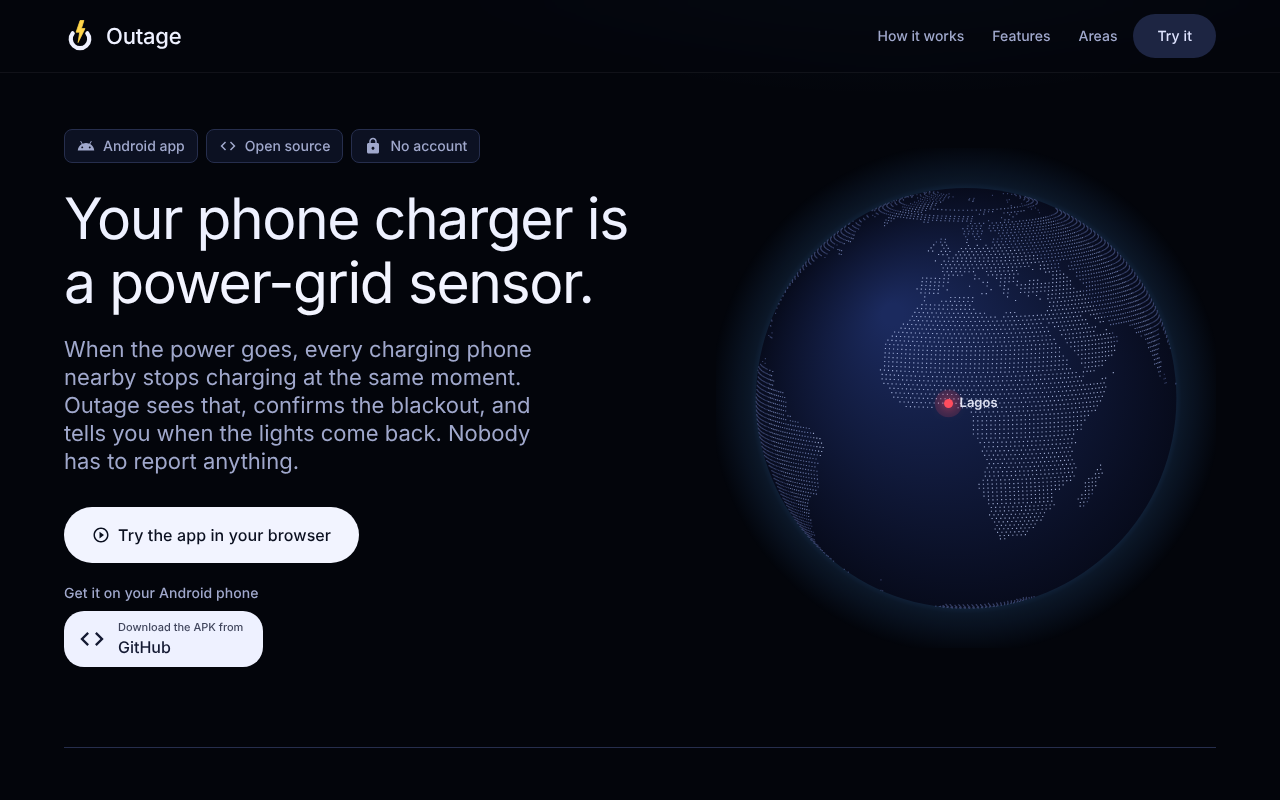 Outage
How it works
Features
Areas
Try it
Android app
Open source
No account
Your phone charger is
a power-grid sensor.
When the power goes, every charging phone
nearby stops charging at the same moment.
Outage sees that, confirms the blackout, and
tells you when the lights come back. Nobody
has to report anything.
Lagos
Try the app in your browser
Get it on your Android phone
Download the APK from
GitHub